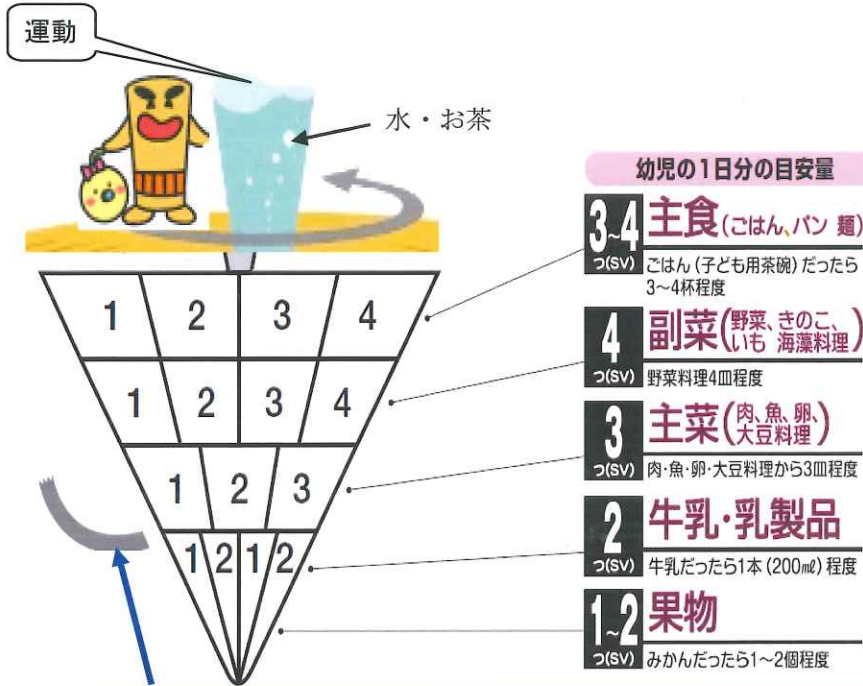 運動
水・お茶
幼児の1日分の目安量
3~4 つ(SV) 主食(ごはん、パン 麺)
ごはん(子ども用茶碗)だったら
3~4杯程度
1 2 3 4
4 つ(SV) 副菜(野菜、きのこ、いも 海藻料理)
野菜料理4皿程度
1 2 3 4
3 つ(SV) 主菜(肉、魚、卵、大豆料理)
肉・魚・卵・大豆料理から3皿程度
1 2 3
2 つ(SV) 牛乳・乳製品
牛乳だったら1本(200㎖)程度
1 2 1 2
1~2 つ(SV) 果物
みかんだったら1~2個程度